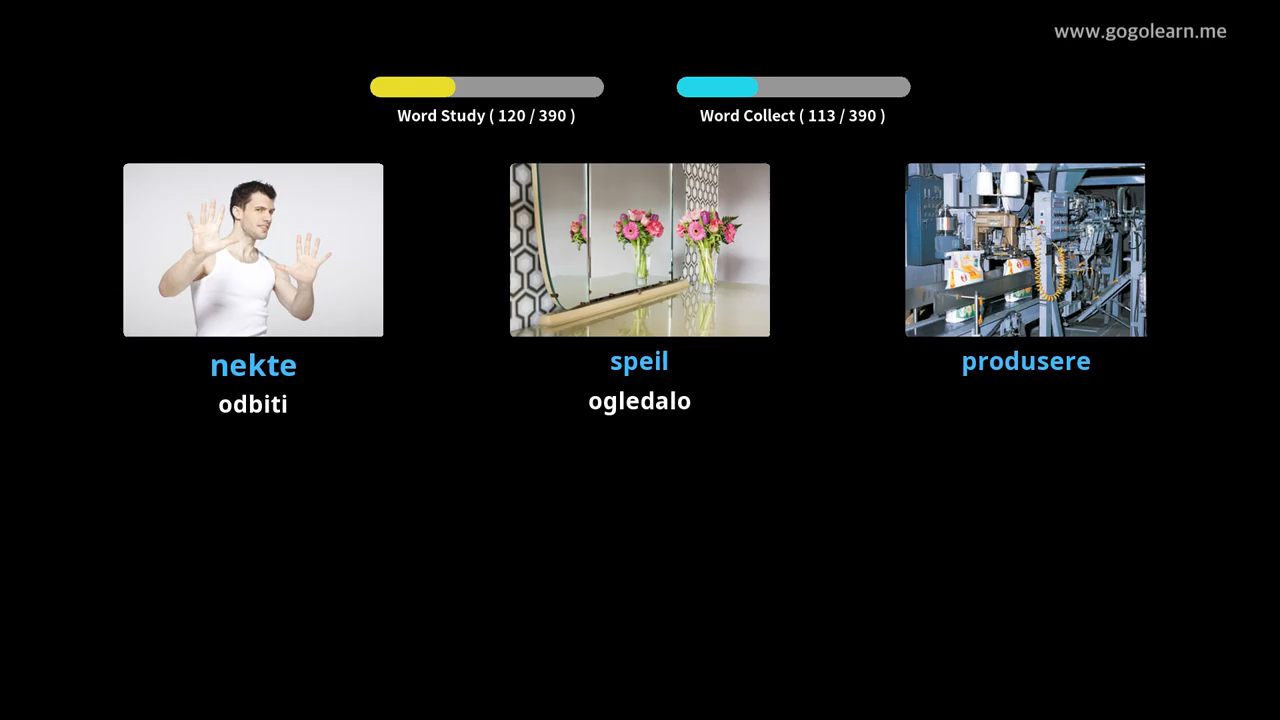 www.gogolearn.me
Word Study ( 120 / 390 )
Word Collect ( 113 / 390 )
nekte
speil
produsere
odbiti
ogledalo